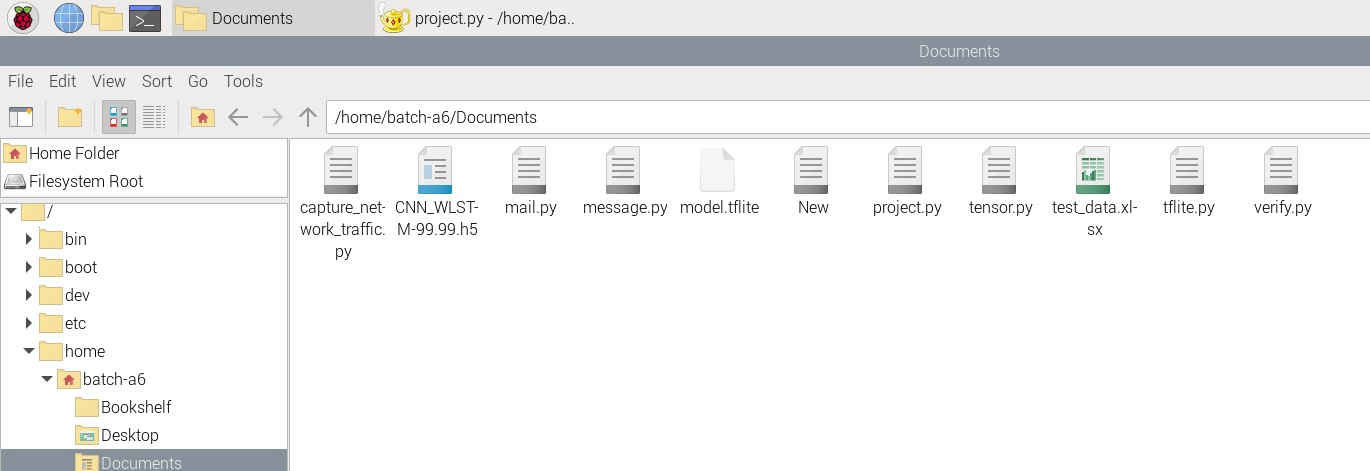 Documents
project.py - /home/ba..
Documents
File Edit View Sort Go Tools
/home/batch-a6/Documents
Home Folder
Filesystem Root
/
bin
boot
dev
etc
home
batch-a6
Bookshelf
Desktop
Documents
capture_net-
work_traffic.
py
CNN_WLST-
M-99.99.h5
mail.py
message.py
model.tflite
New
project.py
tensor.py
test_data.xl-
sx
tflite.py
verify.py